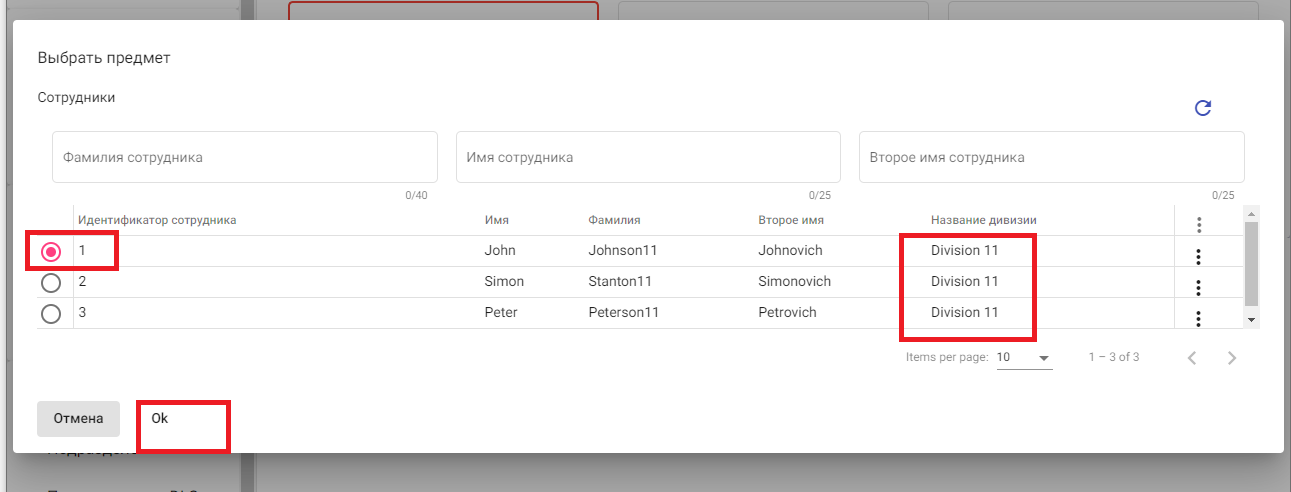 Выбрать предмет
Сотрудники
Фамилия сотрудника Имя сотрудника Второе имя сотрудника
0/40 0/25 0/25
Идентификатор сотрудника Имя Фамилия Второе имя Название дивизии
1 John Johnson11 Johnovich Division 11
2 Simon Stanton11 Simonovich Division 11
3 Peter Peterson11 Petrovich Division 11
Items per page: 10 1 – 3 of 3
Отмена Ok